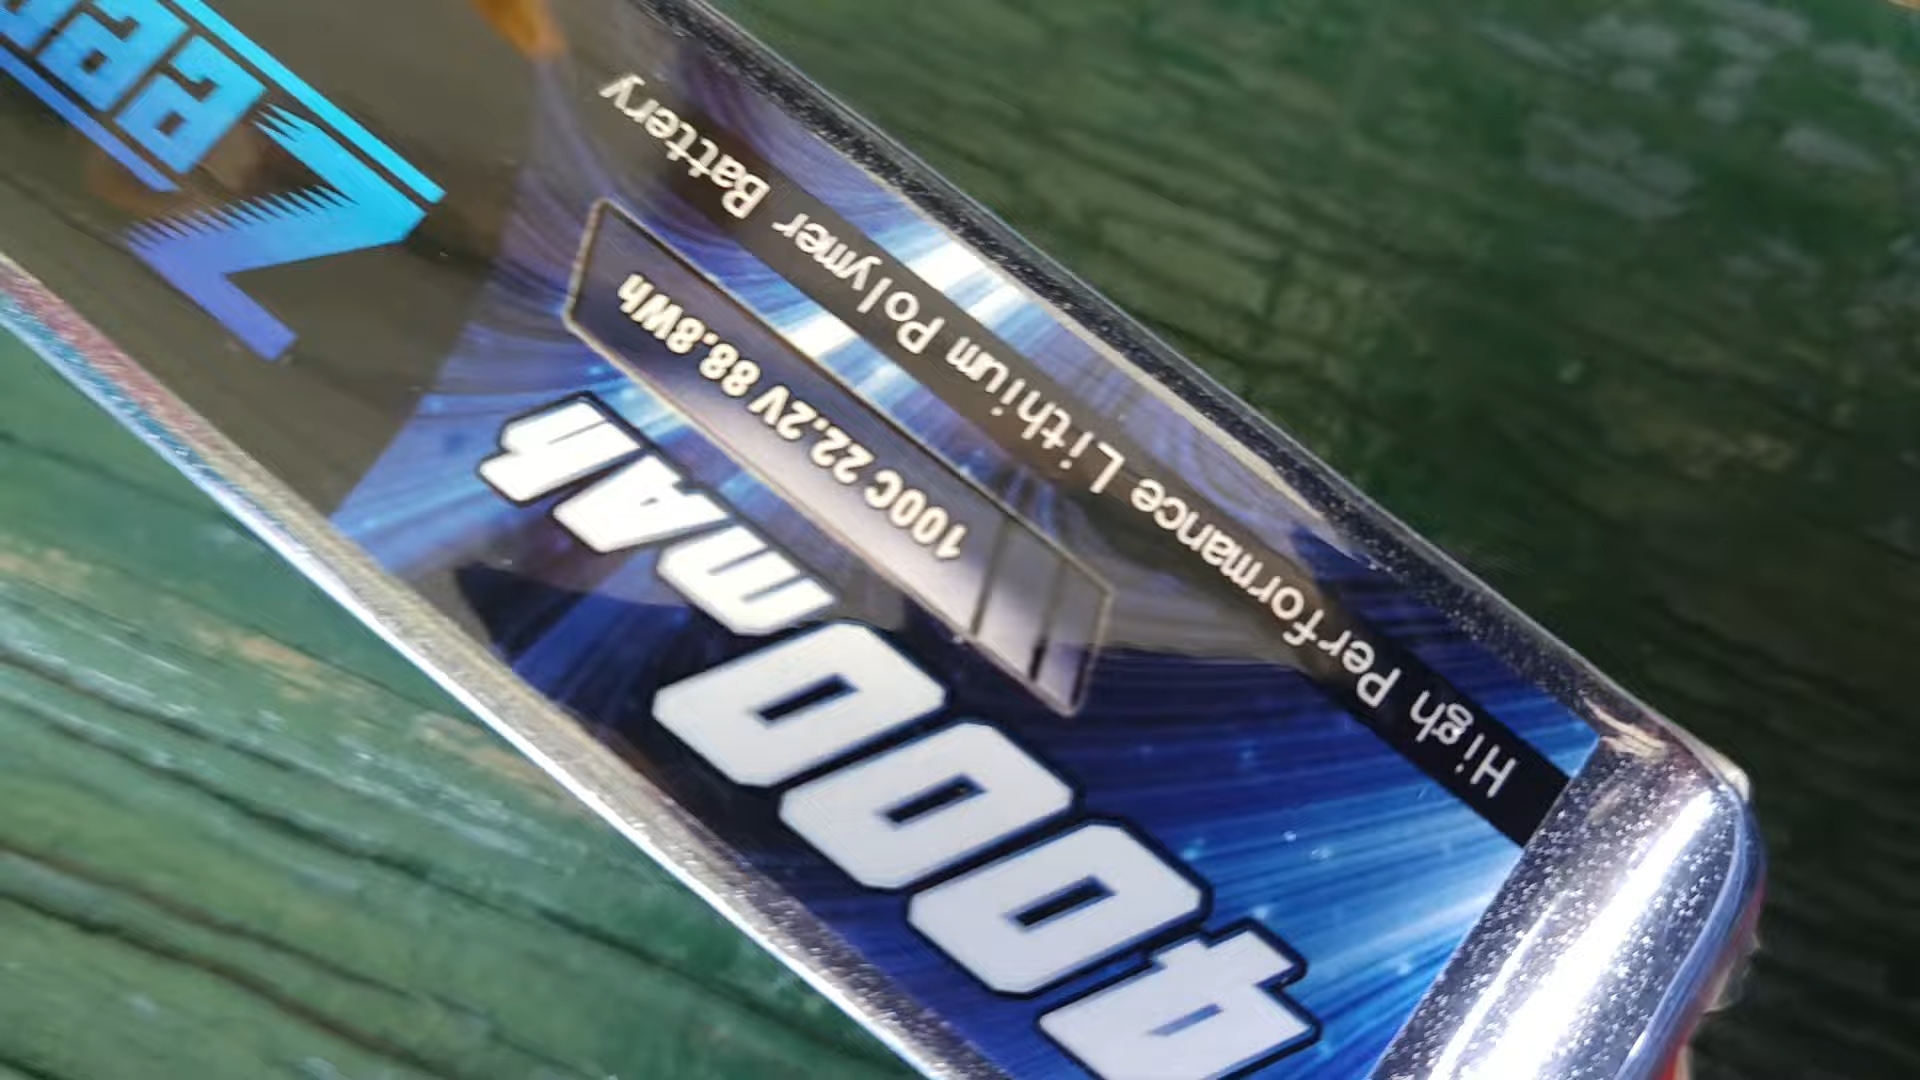 4000mAh
100C 22.2V 88.8Wh
High Performance Lithium Polymer Battery